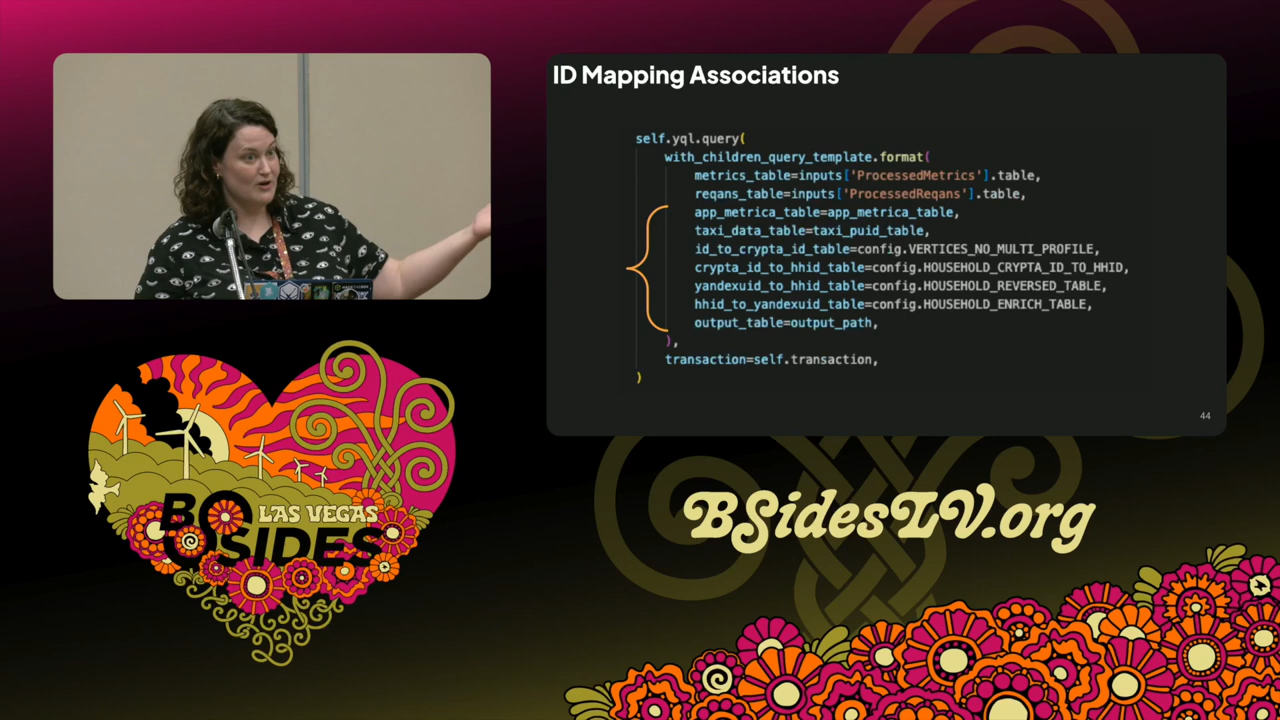 ID Mapping Associations
self.yql.query(
with_children_query_template.format(
metrics_table=inputs['ProcessedMetrics'].table,
reqans_table=inputs['ProcessedReqans'].table,
app_metrica_table=app_metrica_table,
taxi_data_table=taxi_puid_table,
id_to_crypta_id_table=config.VERTICES_NO_MULTI_PROFILE,
crypta_id_to_hhid_table=config.HOUSEHOLD_CRYPTA_ID_TO_HHID,
yandexuid_to_hhid_table=config.HOUSEHOLD_REVERSED_TABLE,
hhid_to_yandexuid_table=config.HOUSEHOLD_ENRICH_TABLE,
output_table=output_path,
),
transaction=self.transaction,
)
44
LAS VEGAS
BSIDES
BSidesLV.org